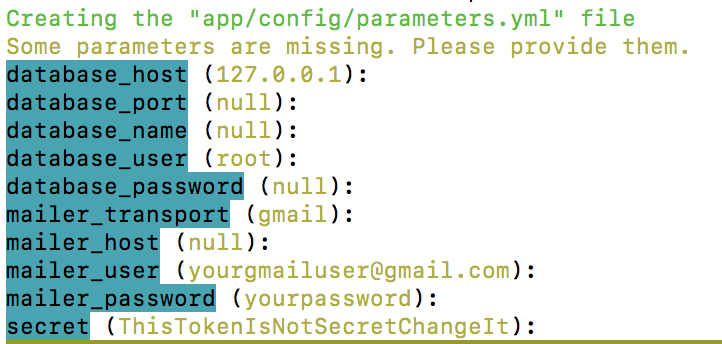 Creating the "app/config/parameters.yml" file
Some parameters are missing. Please provide them.
database_host (127.0.0.1):
database_port (null):
database_name (null):
database_user (root):
database_password (null):
mailer_transport (gmail):
mailer_host (null):
mailer_user (yourgmailuser@gmail.com):
mailer_password (yourpassword):
secret (ThisTokenIsNotSecretChangeIt):